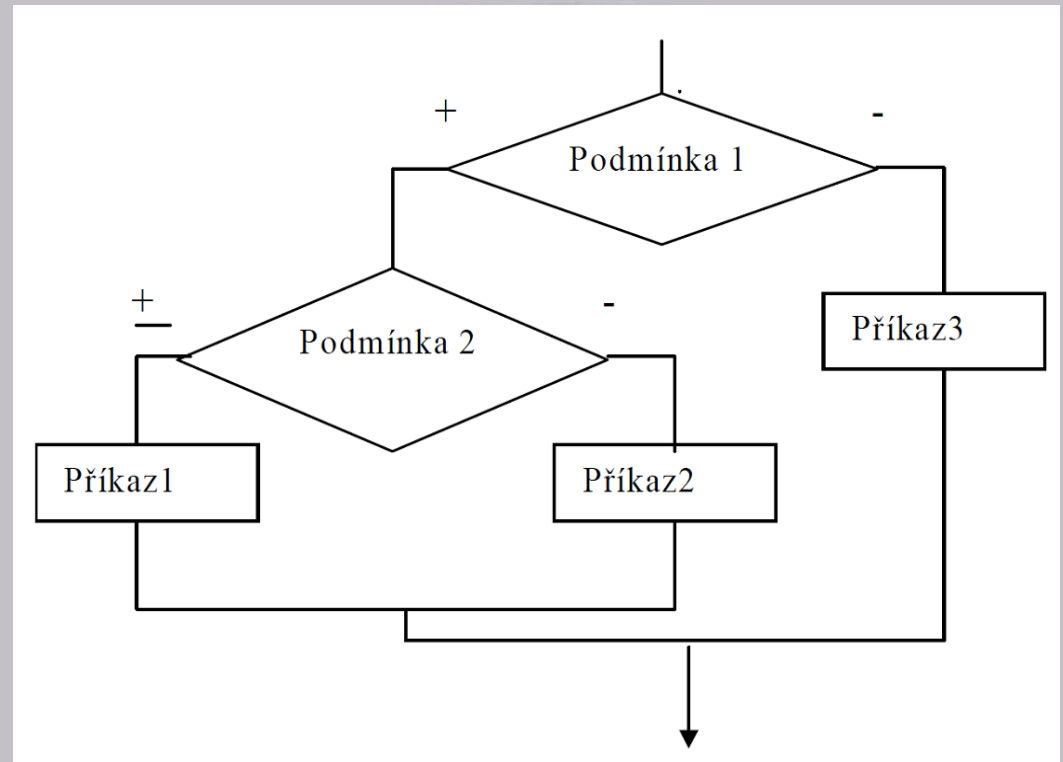 + -
Podmínka 1
+ -
Podmínka 2
Příkaz3
Příkaz1
Příkaz2